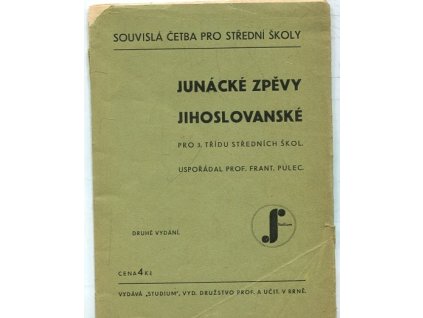 SOUVISLÁ ČETBA PRO STŘEDNÍ ŠKOLY
JUNÁCKÉ ZPĚVY
JIHOSLOVANSKÉ
PRO 3. TŘÍDU STŘEDNÍCH ŠKOL.
USPOŘÁDAL PROF. FRANT. PULEC.
DRUHÉ VYDÁNÍ.
Studium
CENA 4 Kč
VYDÁVÁ „STUDIUM", VYD. DRUŽSTVO PROF. A UČIT. V BRNĚ.